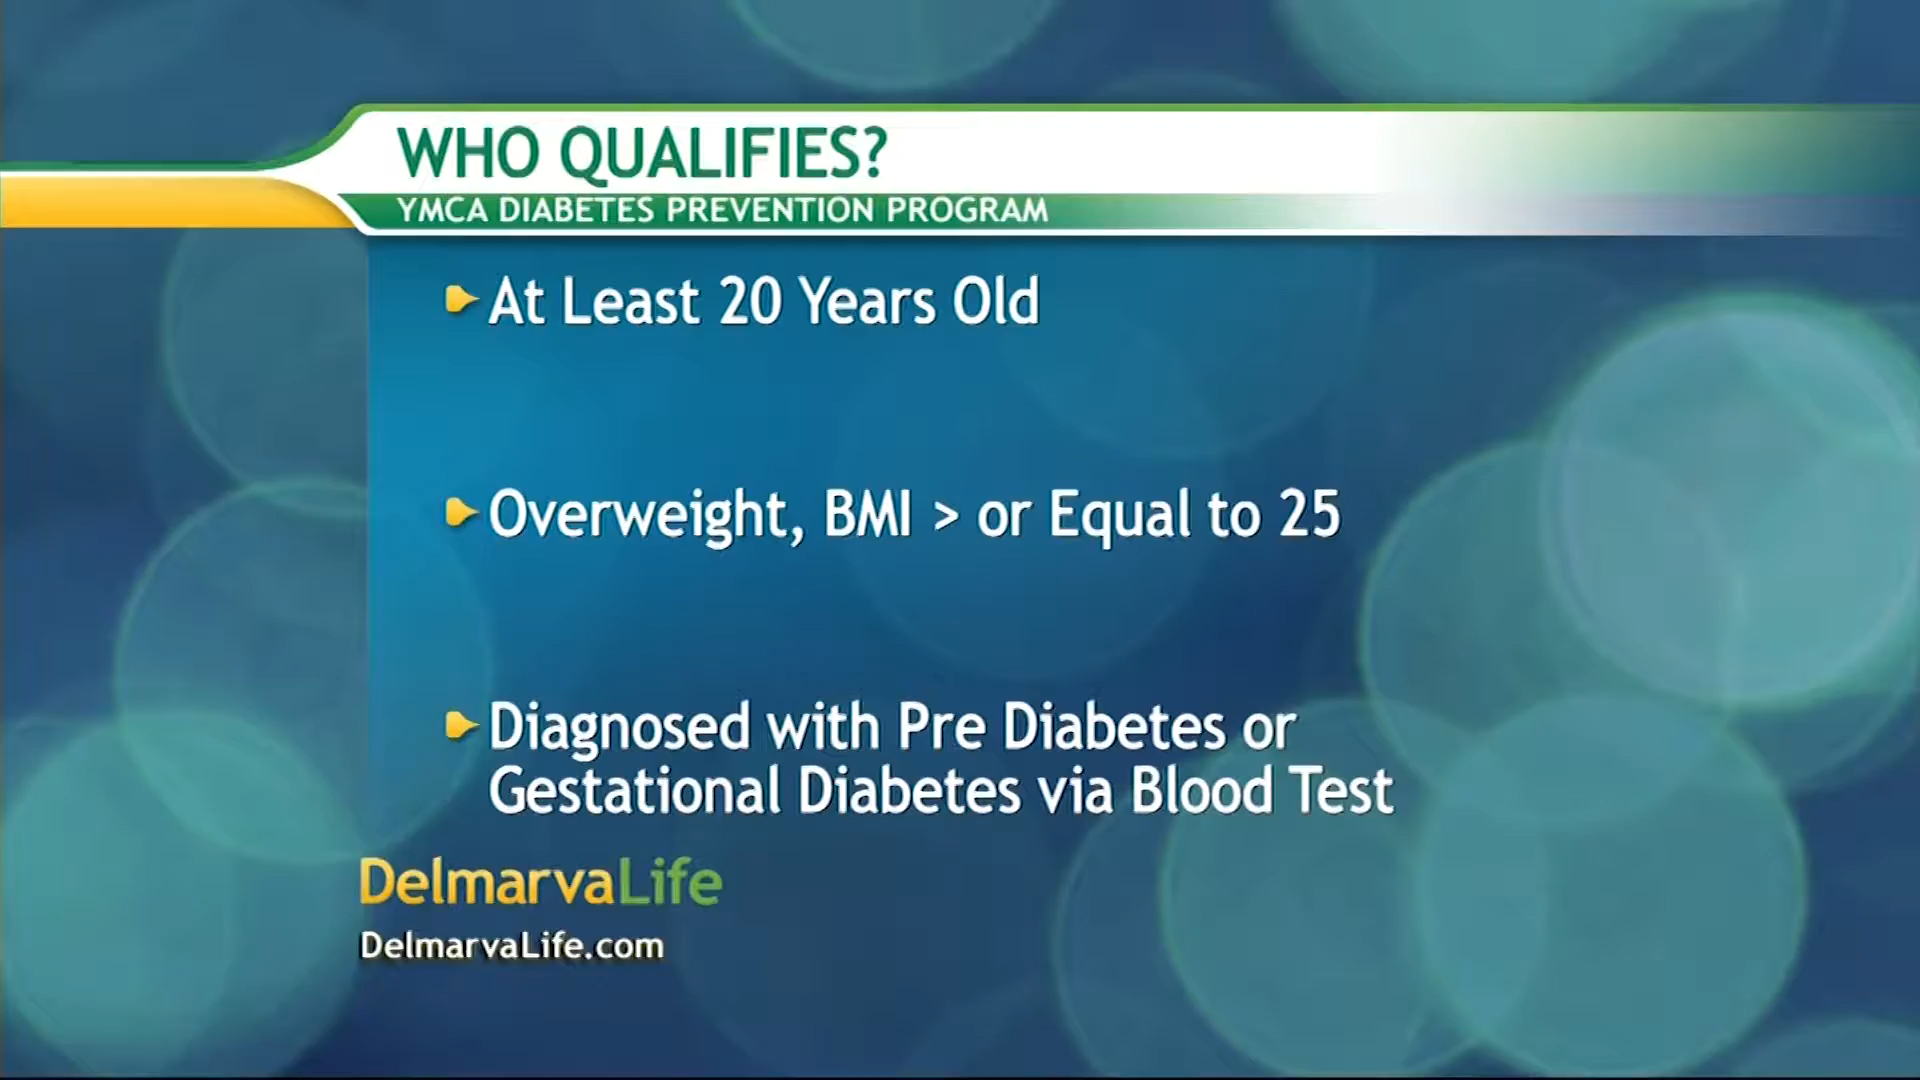 WHO QUALIFIES?
YMCA DIABETES PREVENTION PROGRAM
At Least 20 Years Old
Overweight, BMI > or Equal to 25
Diagnosed with Pre Diabetes or
Gestational Diabetes via Blood Test
DelmarvaLife
DelmarvaLife.com